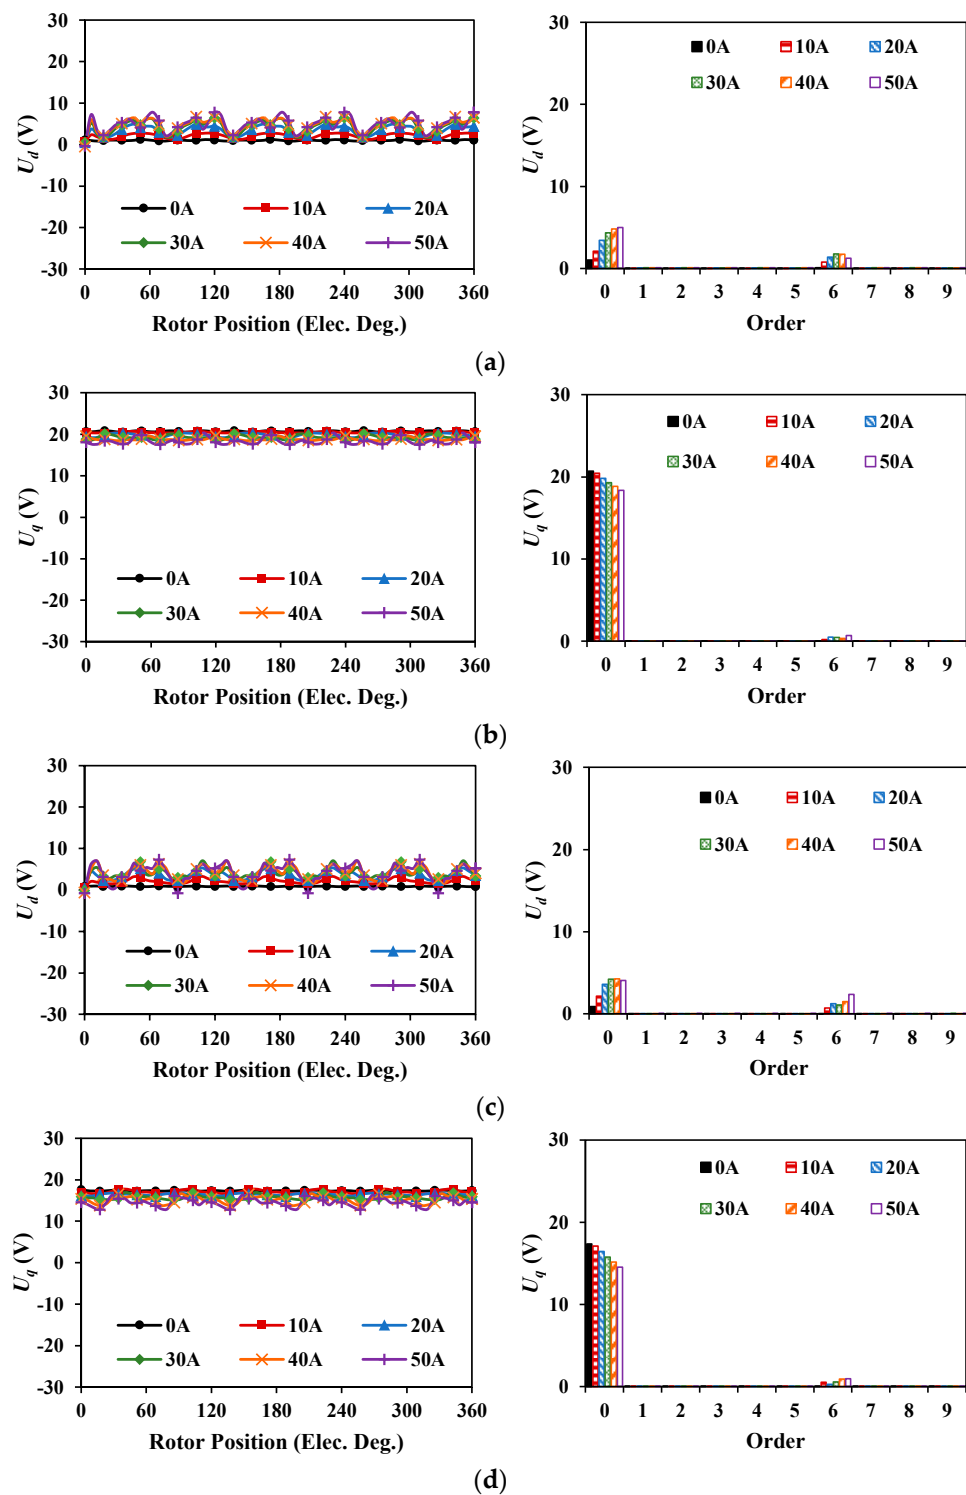 30
20
10
0
-10
-20
-30
U_d (V)
0A 10A 20A
30A 40A 50A
0 60 120 180 240 300 360
Rotor Position (Elec. Deg.)
30
20
10
0
U_d (V)
0A 10A 20A
30A 40A 50A
0 1 2 3 4 5 6 7 8 9
Order
(a)
30
20
10
0
-10
-20
-30
U_q (V)
0A 10A 20A
30A 40A 50A
0 60 120 180 240 300 360
Rotor Position (Elec. Deg.)
30
20
10
0
U_q (V)
0A 10A 20A
30A 40A 50A
0 1 2 3 4 5 6 7 8 9
Order
(b)
30
20
10
0
-10
-20
-30
U_d (V)
0A 10A 20A
30A 40A 50A
0 60 120 180 240 300 360
Rotor Position (Elec. Deg.)
30
20
10
0
U_d (V)
0A 10A 20A
30A 40A 50A
0 1 2 3 4 5 6 7 8 9
Order
(c)
30
20
10
0
-10
-20
-30
U_q (V)
0A 10A 20A
30A 40A 50A
0 60 120 180 240 300 360
Rotor Position (Elec. Deg.)
30
20
10
0
U_q (V)
0A 10A 20A
30A 40A 50A
0 1 2 3 4 5 6 7 8 9
Order
(d)